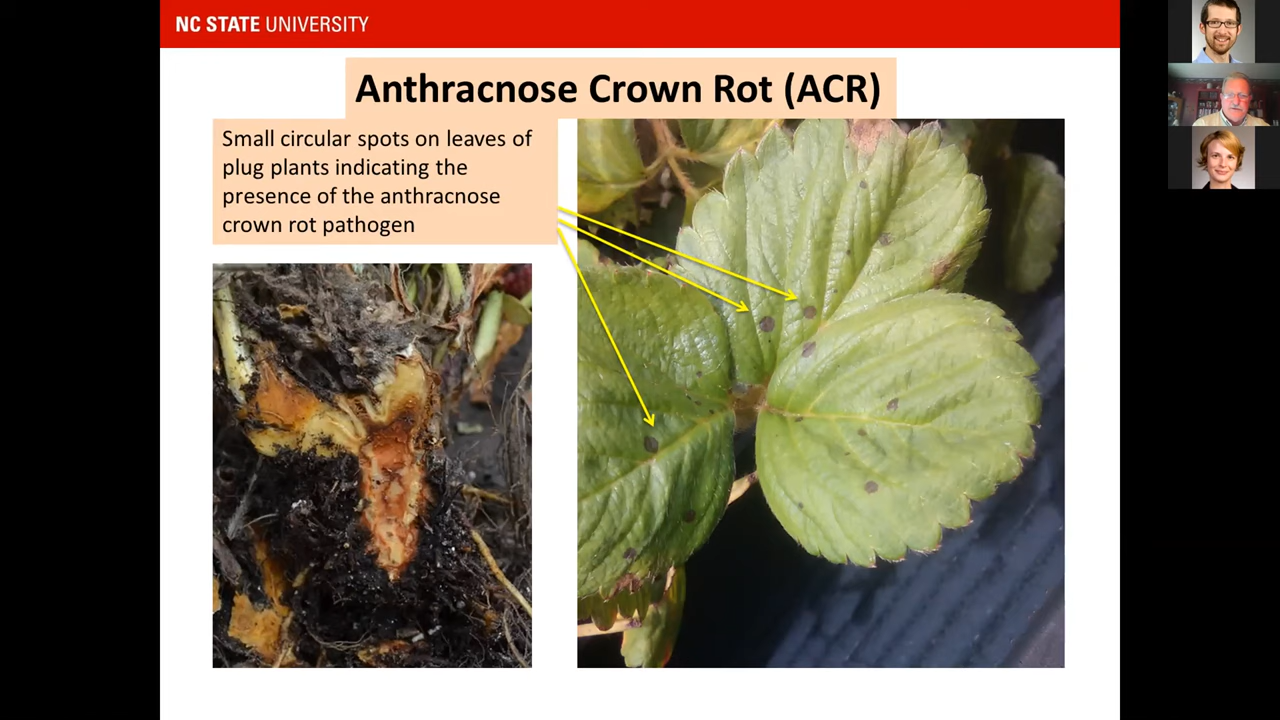 NC STATE UNIVERSITY
Anthracnose Crown Rot (ACR)
Small circular spots on leaves of
plug plants indicating the
presence of the anthracnose
crown rot pathogen